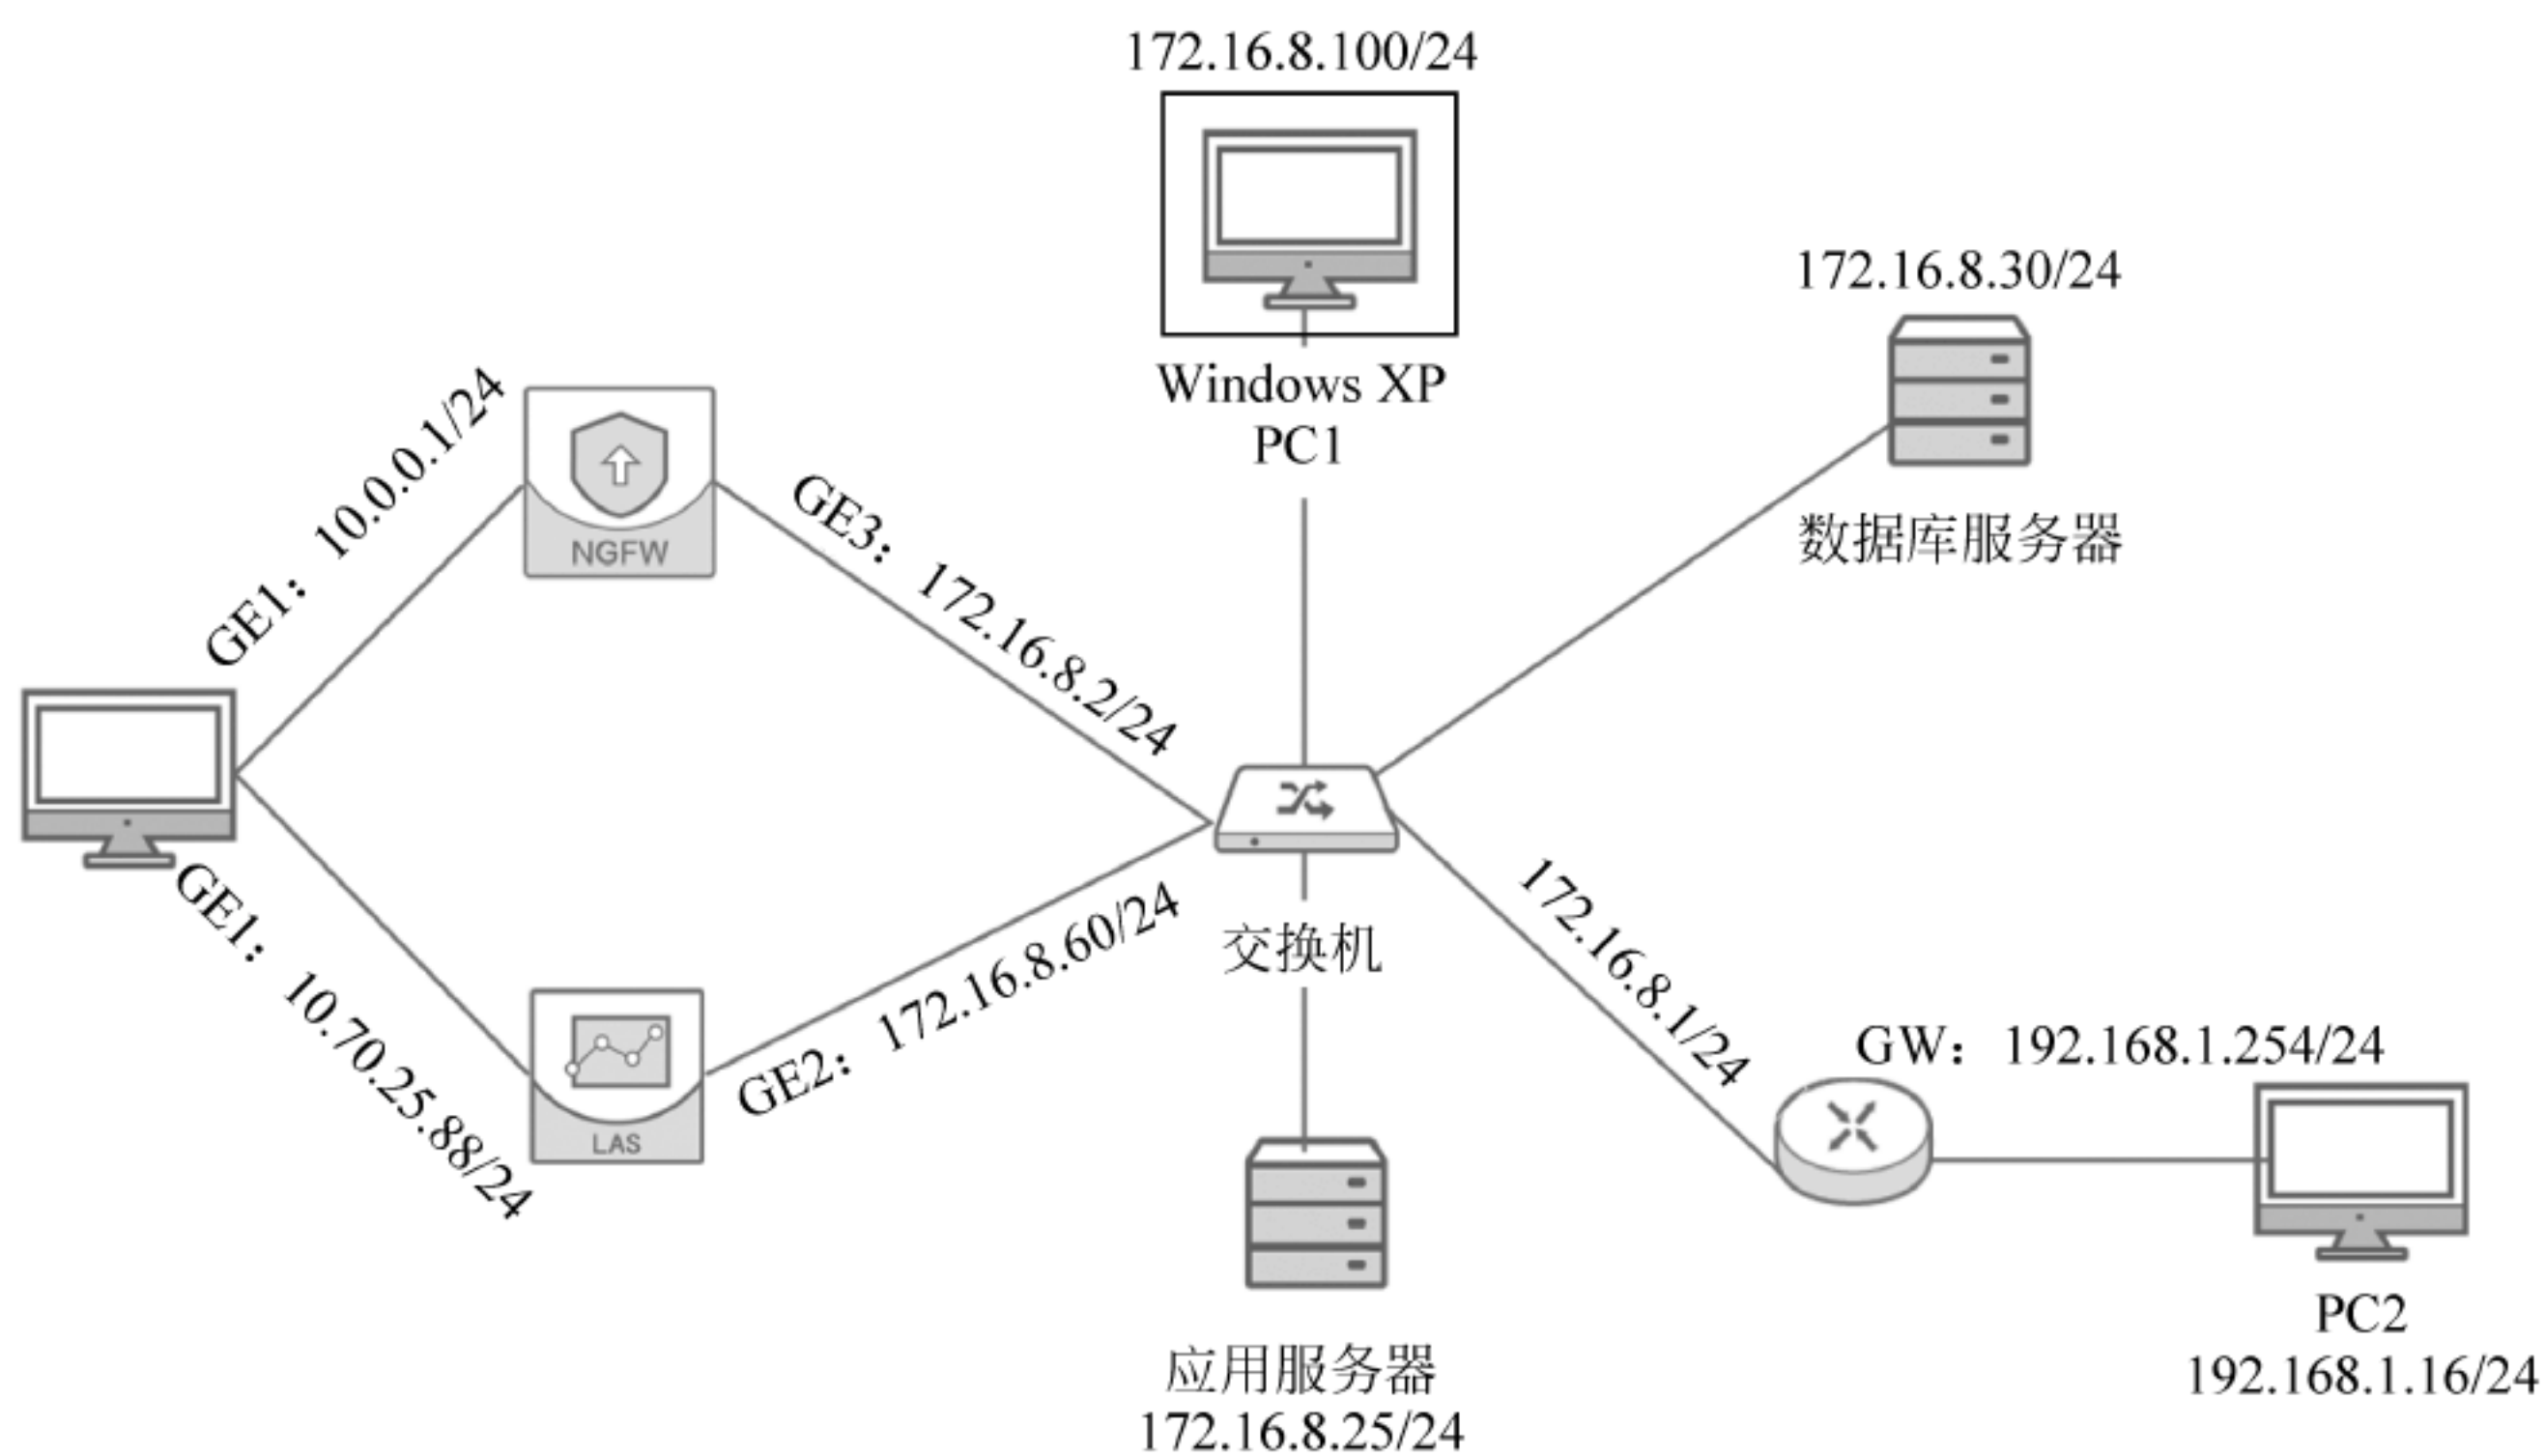 172.16.8.100/24
Windows XP
PC1
172.16.8.30/24
数据库服务器
GE1：10.0.0.1/24
NGFW
GE3：172.16.8.2/24
GE1：10.70.25.88/24
LAS
GE2：172.16.8.60/24
交换机
172.16.8.1/24
GW：192.168.1.254/24
PC2
192.168.1.16/24
应用服务器
172.16.8.25/24